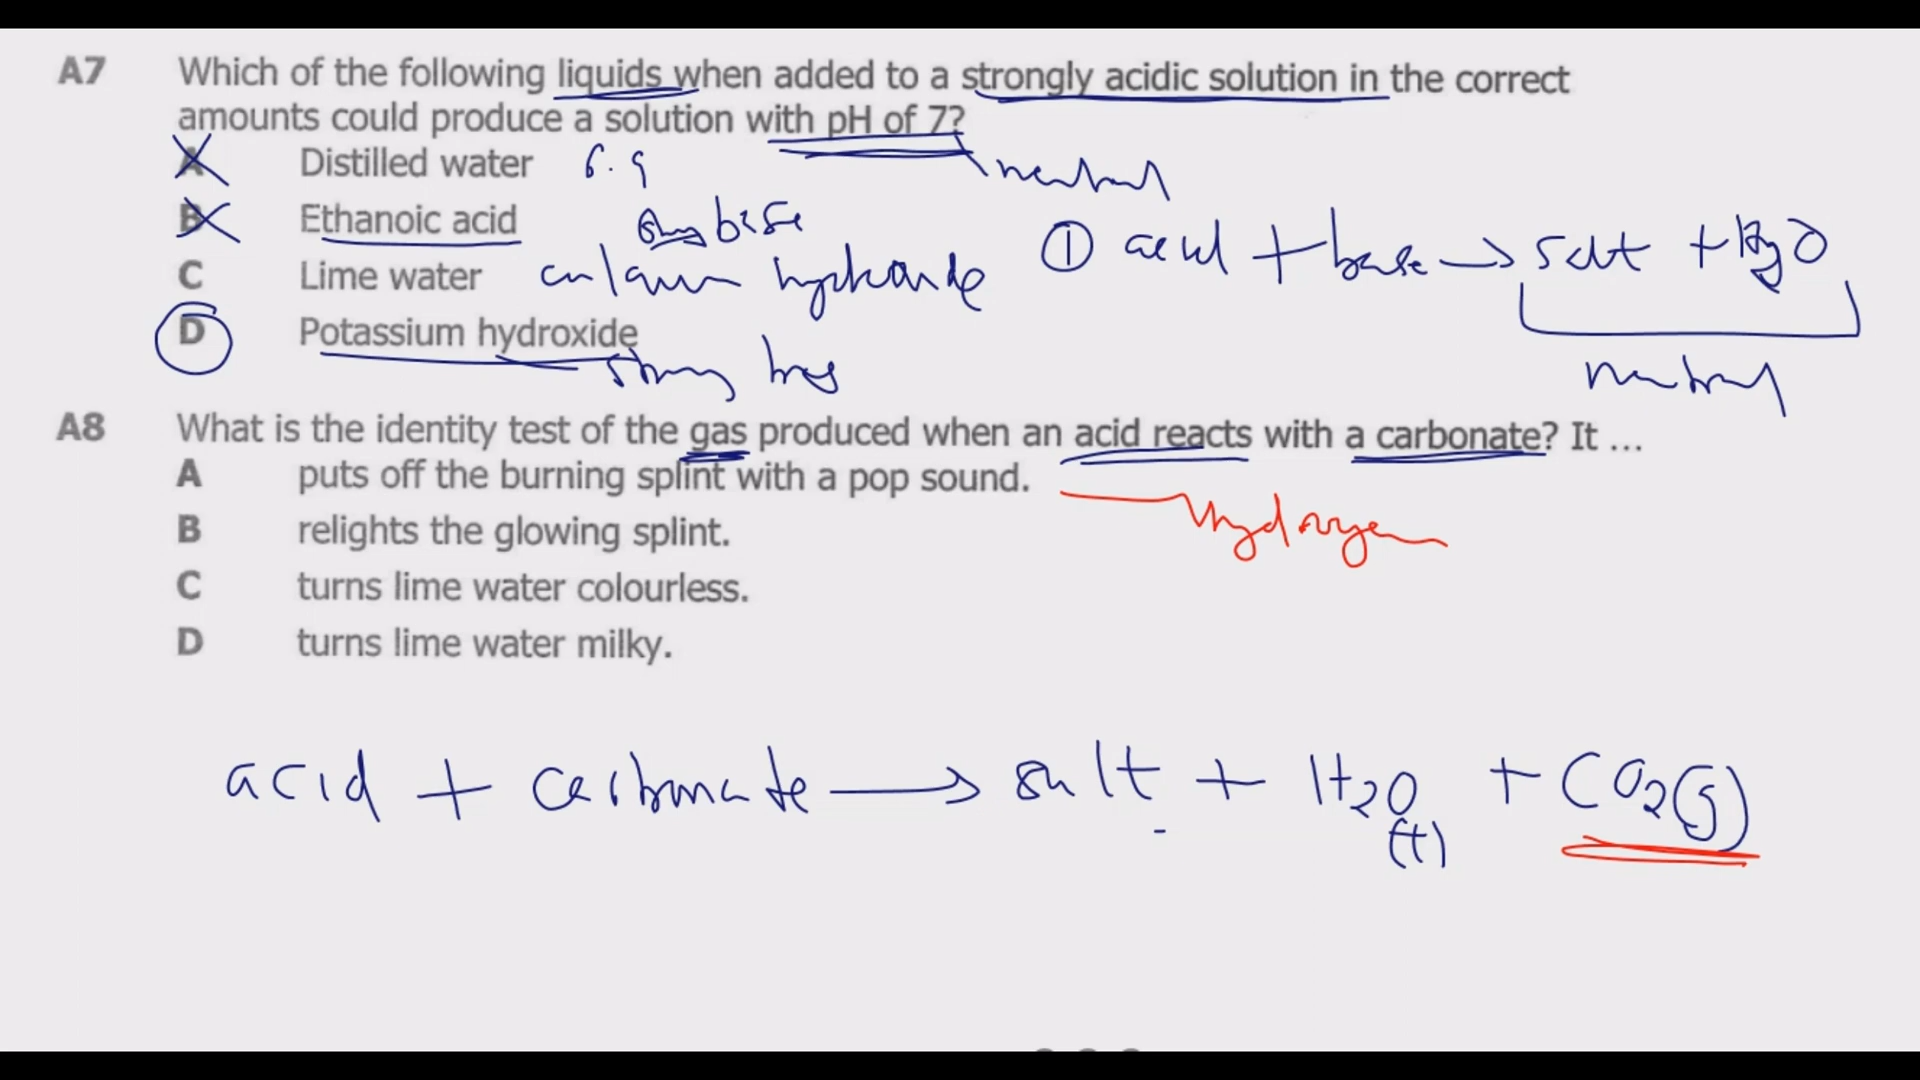 A7 Which of the following liquids when added to a strongly acidic solution in the correct
amounts could produce a solution with pH of 7?
neutral
A Distilled water 6.9
B Ethanoic acid
base
① acid + base → salt + H2O
C Lime water
D Potassium hydroxide
strong
neutral
A8 What is the identity test of the gas produced when an acid reacts with a carbonate? It ...
A puts off the burning splint with a pop sound.
hydrogen
B relights the glowing splint.
C turns lime water colourless.
D turns lime water milky.
acid + carbonate → salt + H2O + CO2(g)